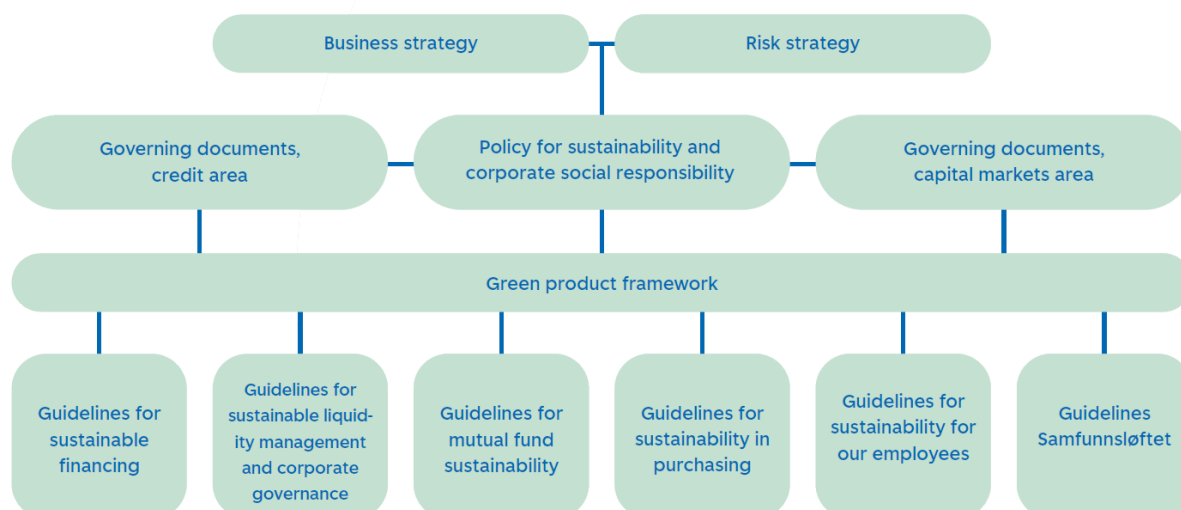 Business strategy
Risk strategy
Governing documents,
credit area
Policy for sustainability and
corporate social responsibility
Governing documents,
capital markets area
Green product framework
Guidelines for
sustainable
financing
Guidelines for
sustainable liquid-
ity management
and corporate
governance
Guidelines for
mutual fund
sustainability
Guidelines for
sustainability in
purchasing
Guidelines for
sustainability for
our employees
Guidelines
Samfunnsløftet